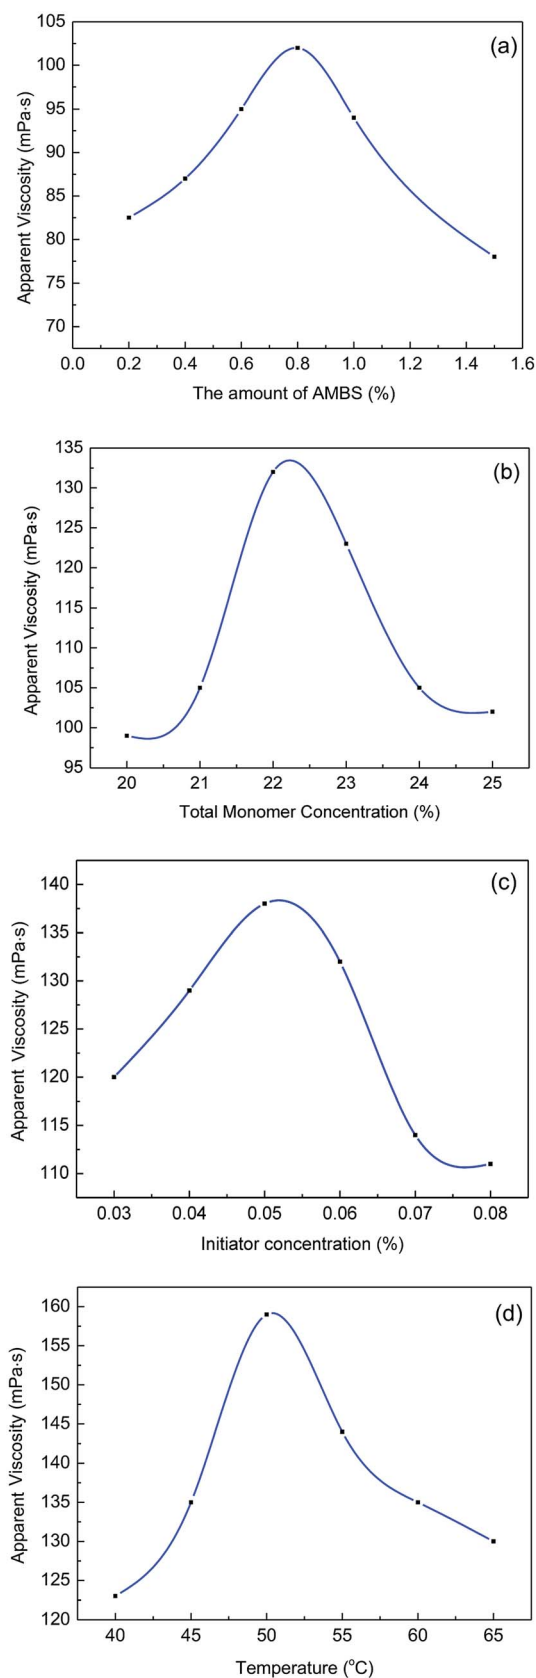 (a)
Apparent Viscosity (mPa·s)
105
100
95
90
85
80
75
70
0.0 0.2 0.4 0.6 0.8 1.0 1.2 1.4 1.6
The amount of AMBS (%)
(b)
Apparent Viscosity (mPa·s)
135
130
125
120
115
110
105
100
95
20 21 22 23 24 25
Total Monomer Concentration (%)
(c)
Apparent Viscosity (mPa·s)
140
135
130
125
120
115
110
0.03 0.04 0.05 0.06 0.07 0.08
Initiator concentration (%)
(d)
Apparent Viscosity (mPa·s)
160
155
150
145
140
135
130
125
120
40 45 50 55 60 65
Temperature (°C)